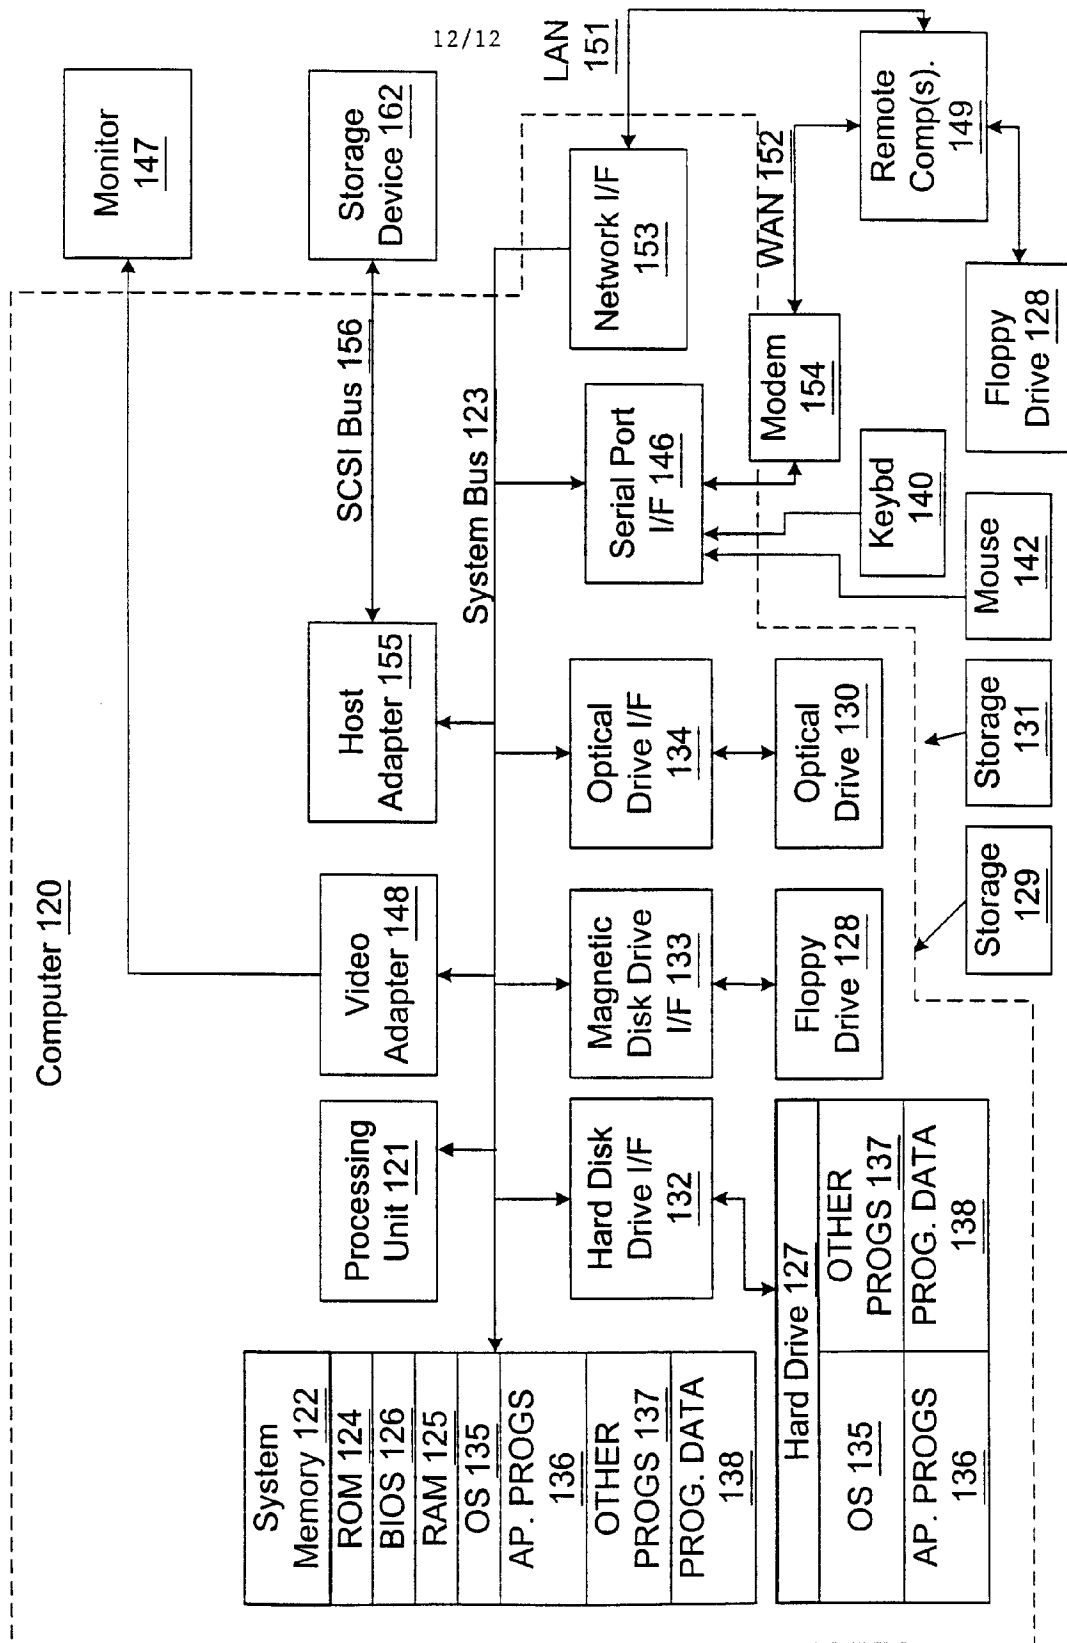 12/12
Computer 120
Monitor
147
Storage
Device 162
SCSI Bus 156
Host
Adapter 155
Video
Adapter 148
Processing
Unit 121
System Bus 123
System
Memory 122
ROM 124
BIOS 126
RAM 125
OS 135
AP. PROGS
136
OTHER
PROGS 137
PROG. DATA
138
Hard Disk
Drive I/F
132
Magnetic
Disk Drive
I/F 133
Optical
Drive I/F
134
Serial Port
I/F 146
Network I/F
153
LAN
151
Hard Drive 127
OS 135
OTHER
PROGS 137
AP. PROGS
136
PROG. DATA
138
Floppy
Drive 128
Optical
Drive 130
Modem
154
WAN 152
Remote
Comp(s).
149
Storage
129
Storage
131
Mouse
142
Keybd
140
Floppy
Drive 128